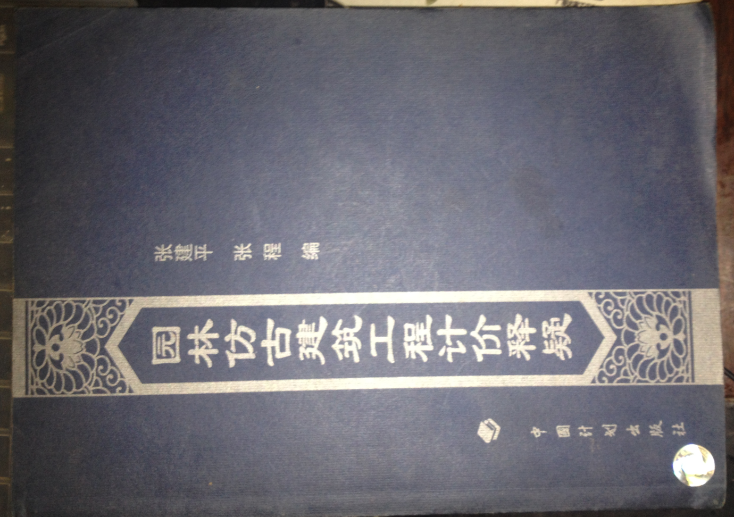 张建平 张程 编
园林仿古建筑工程计价释疑
中国计划出版社